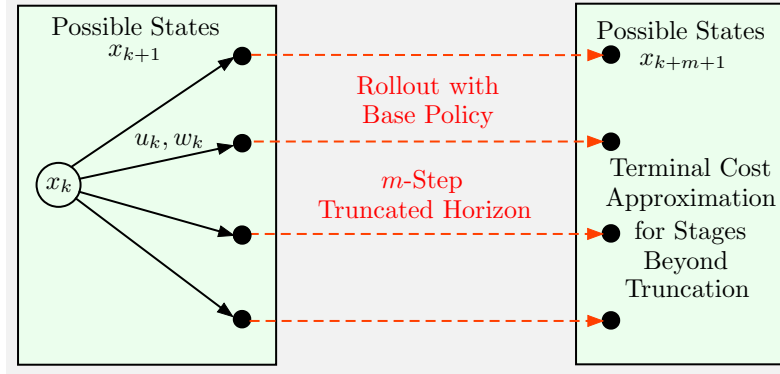 Possible States
x_{k+1}
u_k, w_k
x_k
Rollout with
Base Policy
m-Step
Truncated Horizon
Possible States
x_{k+m+1}
Terminal Cost
Approximation
for Stages
Beyond
Truncation